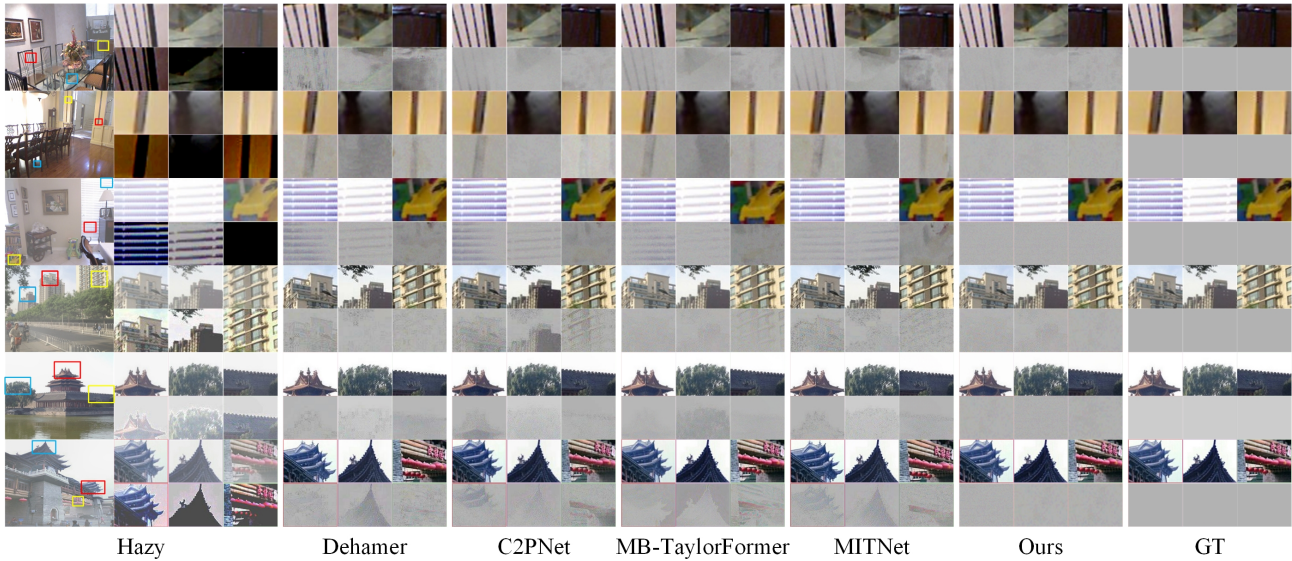 Hazy
Dehamer
C2PNet
MB-TaylorFormer
MITNet
Ours
GT